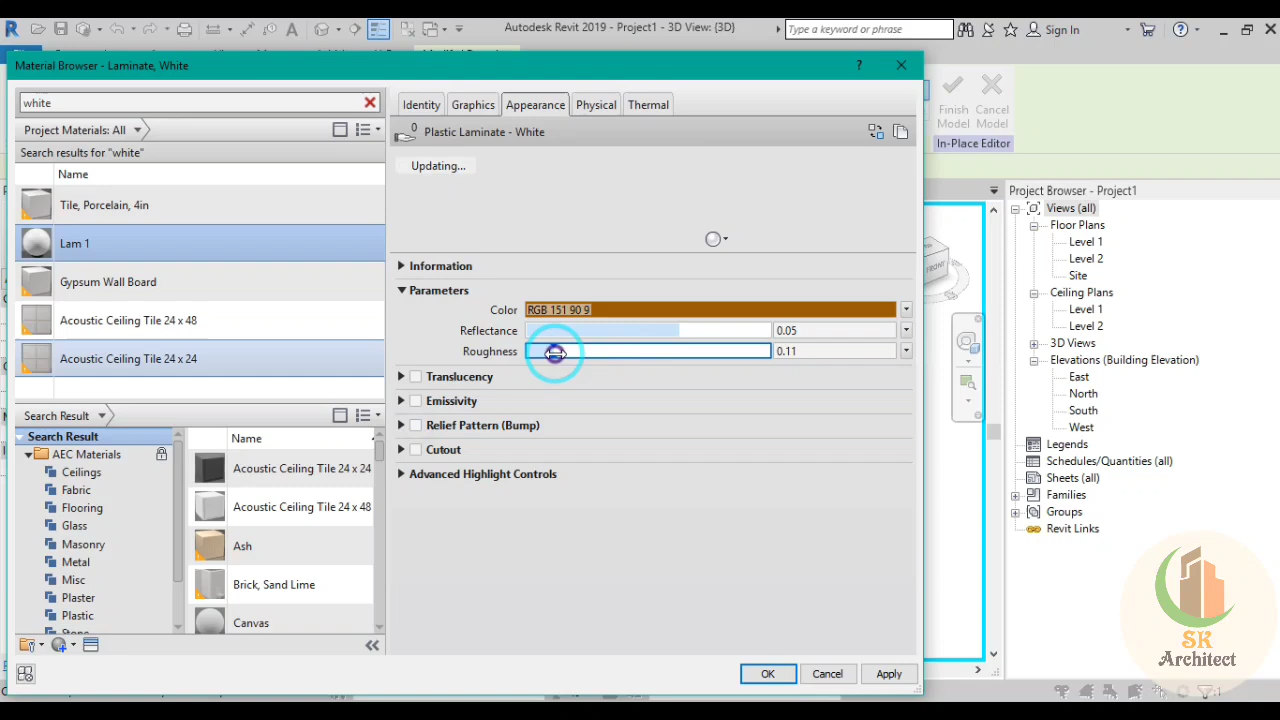 Autodesk Revit 2019 - Project1 - 3D View: {3D}
Type a keyword or phrase
Sign In
Material Browser - Laminate, White
white
Project Materials: All
Search results for "white"
Name
Tile, Porcelain, 4in
Lam 1
Gypsum Wall Board
Acoustic Ceiling Tile 24 x 48
Acoustic Ceiling Tile 24 x 24
Search Result
Search Result
AEC Materials
Ceilings
Fabric
Flooring
Glass
Masonry
Metal
Misc
Plaster
Plastic
Name
Acoustic Ceiling Tile 24 x 24
Acoustic Ceiling Tile 24 x 48
Ash
Brick, Sand Lime
Canvas
Identity
Graphics
Appearance
Physical
Thermal
0
Plastic Laminate - White
Updating...
Information
Parameters
Color
RGB 151 90 9
Reflectance
0.05
Roughness
0.11
Translucency
Emissivity
Relief Pattern (Bump)
Cutout
Advanced Highlight Controls
OK
Cancel
Apply
Finish Model
Cancel Model
In-Place Editor
FRONT
Project Browser - Project1
Views (all)
Floor Plans
Level 1
Level 2
Site
Ceiling Plans
Level 1
Level 2
3D Views
Elevations (Building Elevation)
East
North
South
West
Legends
Schedules/Quantities (all)
Sheets (all)
Families
Groups
Revit Links
:1
SK
Architect